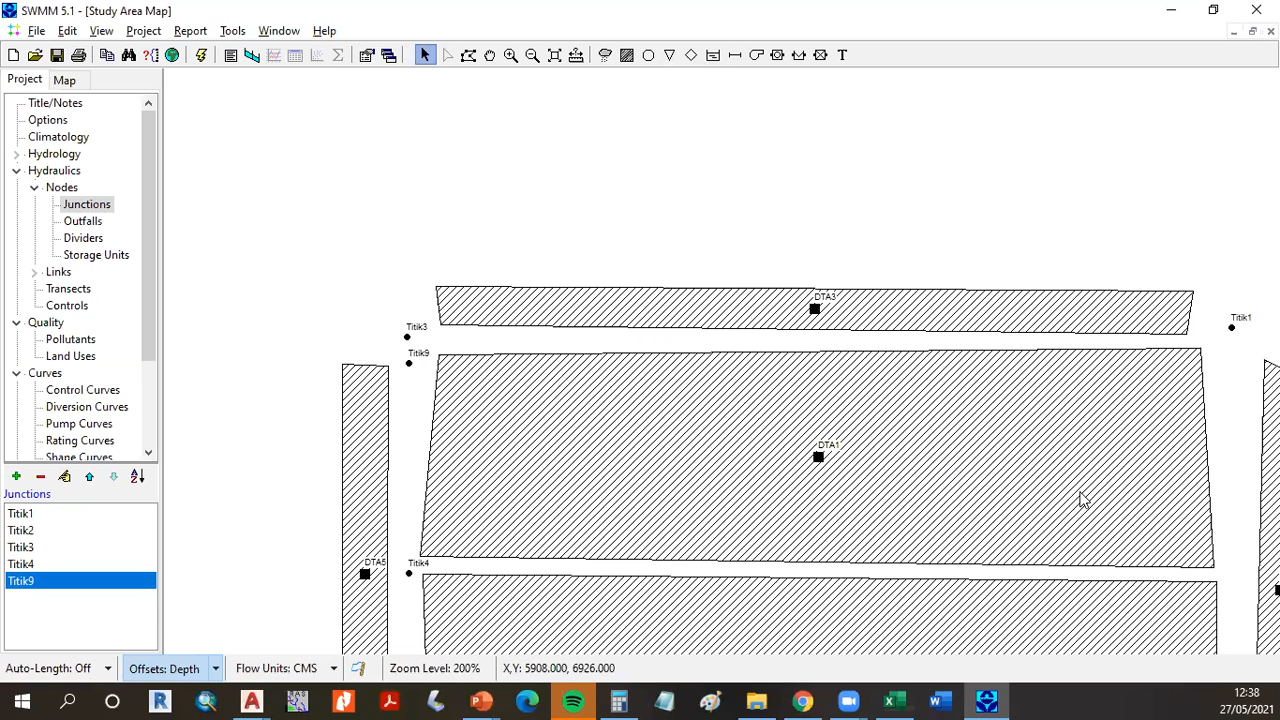 SWMM 5.1 - [Study Area Map]
File Edit View Project Report Tools Window Help
Project Map
Title/Notes
Options
Climatology
Hydrology
Hydraulics
Nodes
Junctions
Outfalls
Dividers
Storage Units
Links
Transects
Controls
Quality
Pollutants
Land Uses
Curves
Control Curves
Diversion Curves
Pump Curves
Rating Curves
Shape Curves
Junctions
Titik1
Titik2
Titik3
Titik4
Titik9
DTA3
Titik1
Titik3
Titik9
DTA1
DTA5
Titik4
Auto-Length: Off Offsets: Depth Flow Units: CMS Zoom Level: 200% X,Y: 5908.000, 6926.000
12:38
27/05/2021